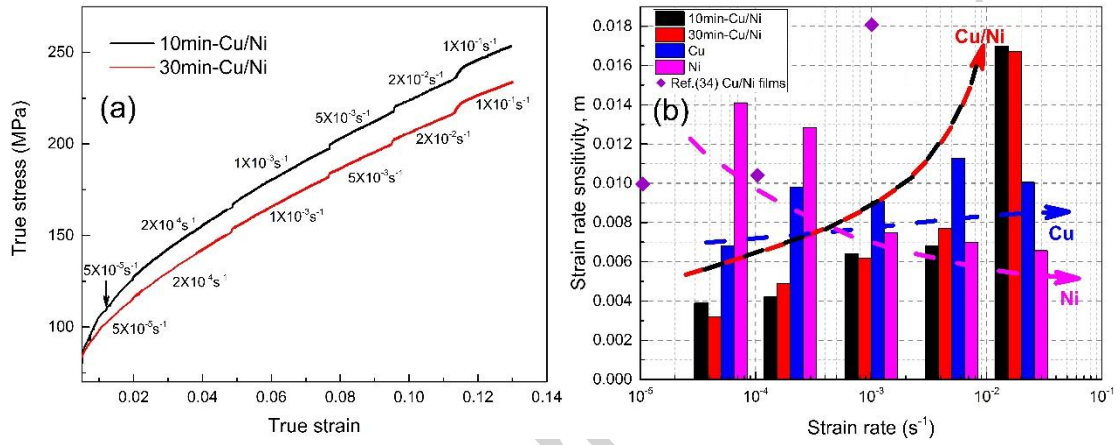 (a)
10min-Cu/Ni
30min-Cu/Ni
5X10⁻⁵s⁻¹
2X10⁻⁴s⁻¹
1X10⁻³s⁻¹
5X10⁻³s⁻¹
2X10⁻²s⁻¹
1X10⁻¹s⁻¹
5X10⁻⁵s⁻¹
2X10⁻⁴s⁻¹
1X10⁻³s⁻¹
5X10⁻³s⁻¹
2X10⁻²s⁻¹
1X10⁻¹s⁻¹
True stress (MPa)
250
200
150
100
0.02
0.04
0.06
0.08
0.10
0.12
0.14
True strain
(b)
10min-Cu/Ni
30min-Cu/Ni
Cu
Ni
Ref.(34) Cu/Ni films
Cu/Ni
Cu
Ni
Strain rate snsitivity, m
0.018
0.016
0.014
0.012
0.010
0.008
0.006
0.004
0.002
0.000
10⁻⁵
10⁻⁴
10⁻³
10⁻²
10⁻¹
Strain rate (s⁻¹)